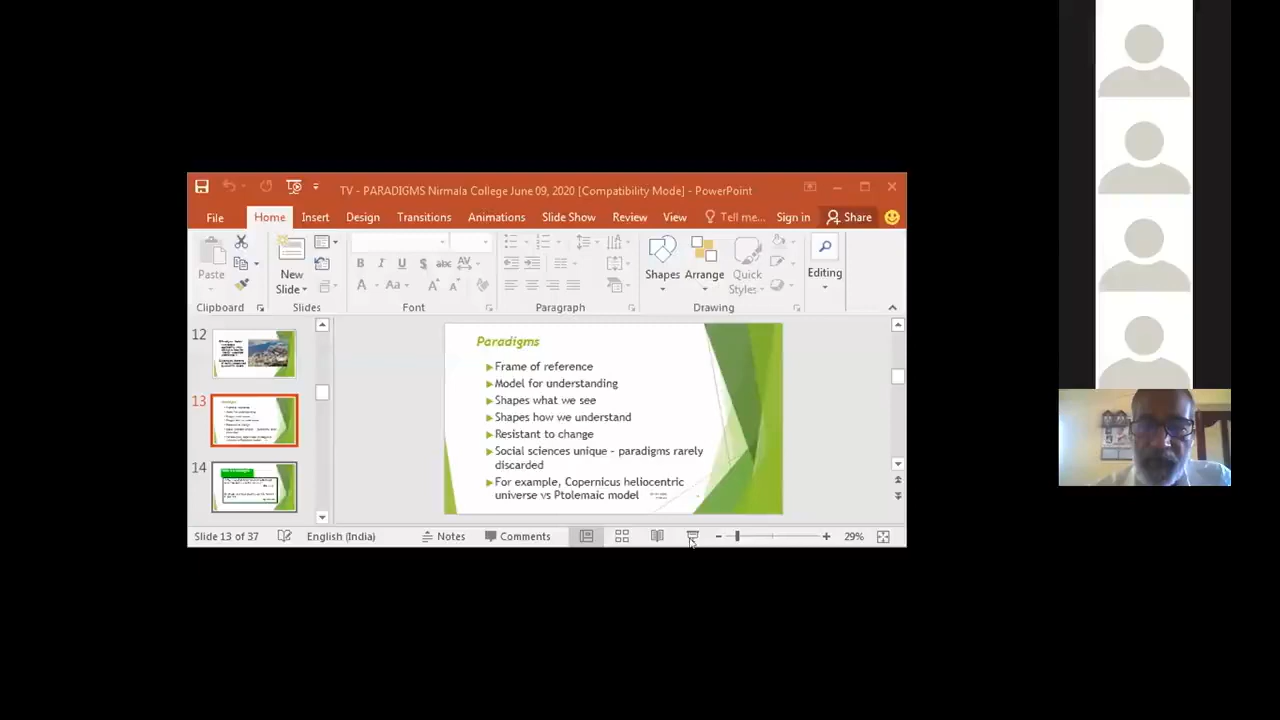 TV - PARADIGMS Nirmala College June 09, 2020 [Compatibility Mode] - PowerPoint
File Home Insert Design Transitions Animations Slide Show Review View Tell me... Sign in Share
Paste
New
Slides
B I U S abc AV
A Aa A A
Shapes Arrange Quick
Styles
Editing
Clipboard Slides Font Paragraph Drawing
12
13
14
Paradigms
Frame of reference
Model for understanding
Shapes what we see
Shapes how we understand
Resistant to change
Social sciences unique - paradigms rarely
discarded
For example, Copernicus heliocentric
universe vs Ptolemaic model
Slide 13 of 37 English (India) Notes Comments 29%